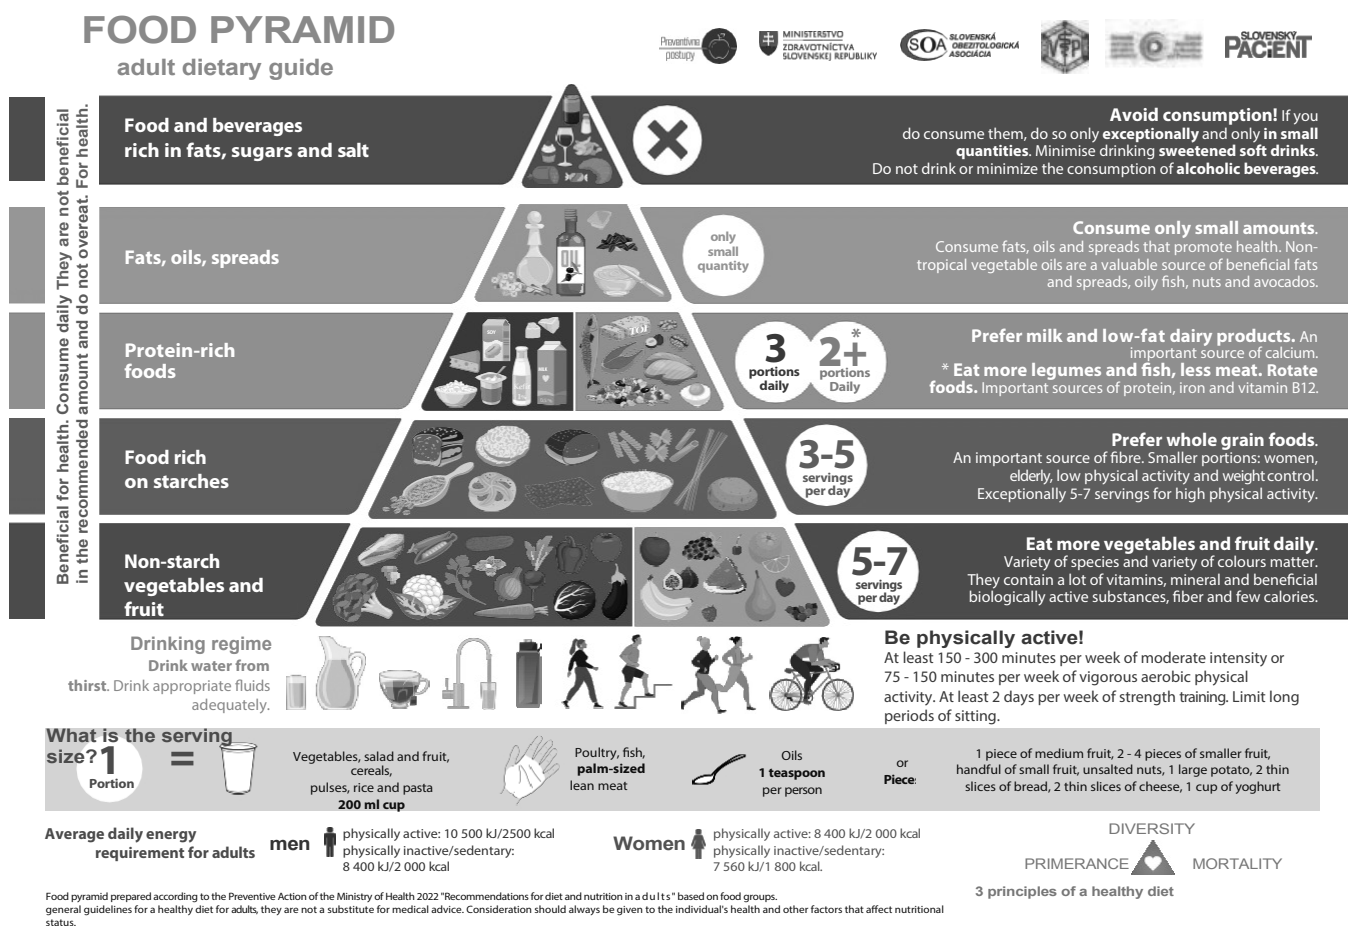 FOOD PYRAMID
adult dietary guide
Preventívne
postupy
MINISTERSTVO
ZDRAVOTNÍCTVA
SLOVENSKEJ REPUBLIKY
SOA
SLOVENSKÁ
OBEZITOLOGICKÁ
ASOCIÁCIA
SLOVENSKÝ
PACIENT
Beneficial for health. Consume daily They are not beneficial
in the recommended amount and do not overeat. For health.
Food and beverages
rich in fats, sugars and salt
Avoid consumption! If you
do consume them, do so only exceptionally and only in small
quantities. Minimise drinking sweetened soft drinks.
Do not drink or minimize the consumption of alcoholic beverages.
Fats, oils, spreads
only
small
quantity
Consume only small amounts.
Consume fats, oils and spreads that promote health. Non-
tropical vegetable oils are a valuable source of beneficial fats
and spreads, oily fish, nuts and avocados.
Protein-rich
foods
SOY
MILK
TOF
3
portions
daily
2+*
portions
Daily
Prefer milk and low-fat dairy products. An
important source of calcium.
* Eat more legumes and fish, less meat. Rotate
foods. Important sources of protein, iron and vitamin B12.
Food rich
on starches
3-5
servings
per day
Prefer whole grain foods.
An important source of fibre. Smaller portions: women,
elderly, low physical activity and weight control.
Exceptionally 5-7 servings for high physical activity.
Non-starch
vegetables and
fruit
5-7
servings
per day
Eat more vegetables and fruit daily.
Variety of species and variety of colours matter.
They contain a lot of vitamins, mineral and beneficial
biologically active substances, fiber and few calories.
Drinking regime
Drink water from
thirst. Drink appropriate fluids
adequately.
Be physically active!
At least 150 - 300 minutes per week of moderate intensity or
75 - 150 minutes per week of vigorous aerobic physical
activity. At least 2 days per week of strength training. Limit long
periods of sitting.
What is the serving
size?
1
Portion
=
Vegetables, salad and fruit,
cereals,
pulses, rice and pasta
200 ml cup
Poultry, fish,
palm-sized
lean meat
Oils
1 teaspoon
per person
or
Piece:
1 piece of medium fruit, 2 - 4 pieces of smaller fruit,
handful of small fruit, unsalted nuts, 1 large potato, 2 thin
slices of bread, 2 thin slices of cheese, 1 cup of yoghurt
Average daily energy
requirement for adults
men
physically active: 10 500 kJ/2500 kcal
physically inactive/sedentary:
8 400 kJ/2 000 kcal
Women
physically active: 8 400 kJ/2 000 kcal
physically inactive/sedentary:
7 560 kJ/1 800 kcal.
DIVERSITY
PRIMERANCE
MORTALITY
3 principles of a healthy diet
Food pyramid prepared according to the Preventive Action of the Ministry of Health 2022 "Recommendations for diet and nutrition in a d u l t s" based on food groups.
general guidelines for a healthy diet for adults, they are not a substitute for medical advice. Consideration should always be given to the individual's health and other factors that affect nutritional
status.